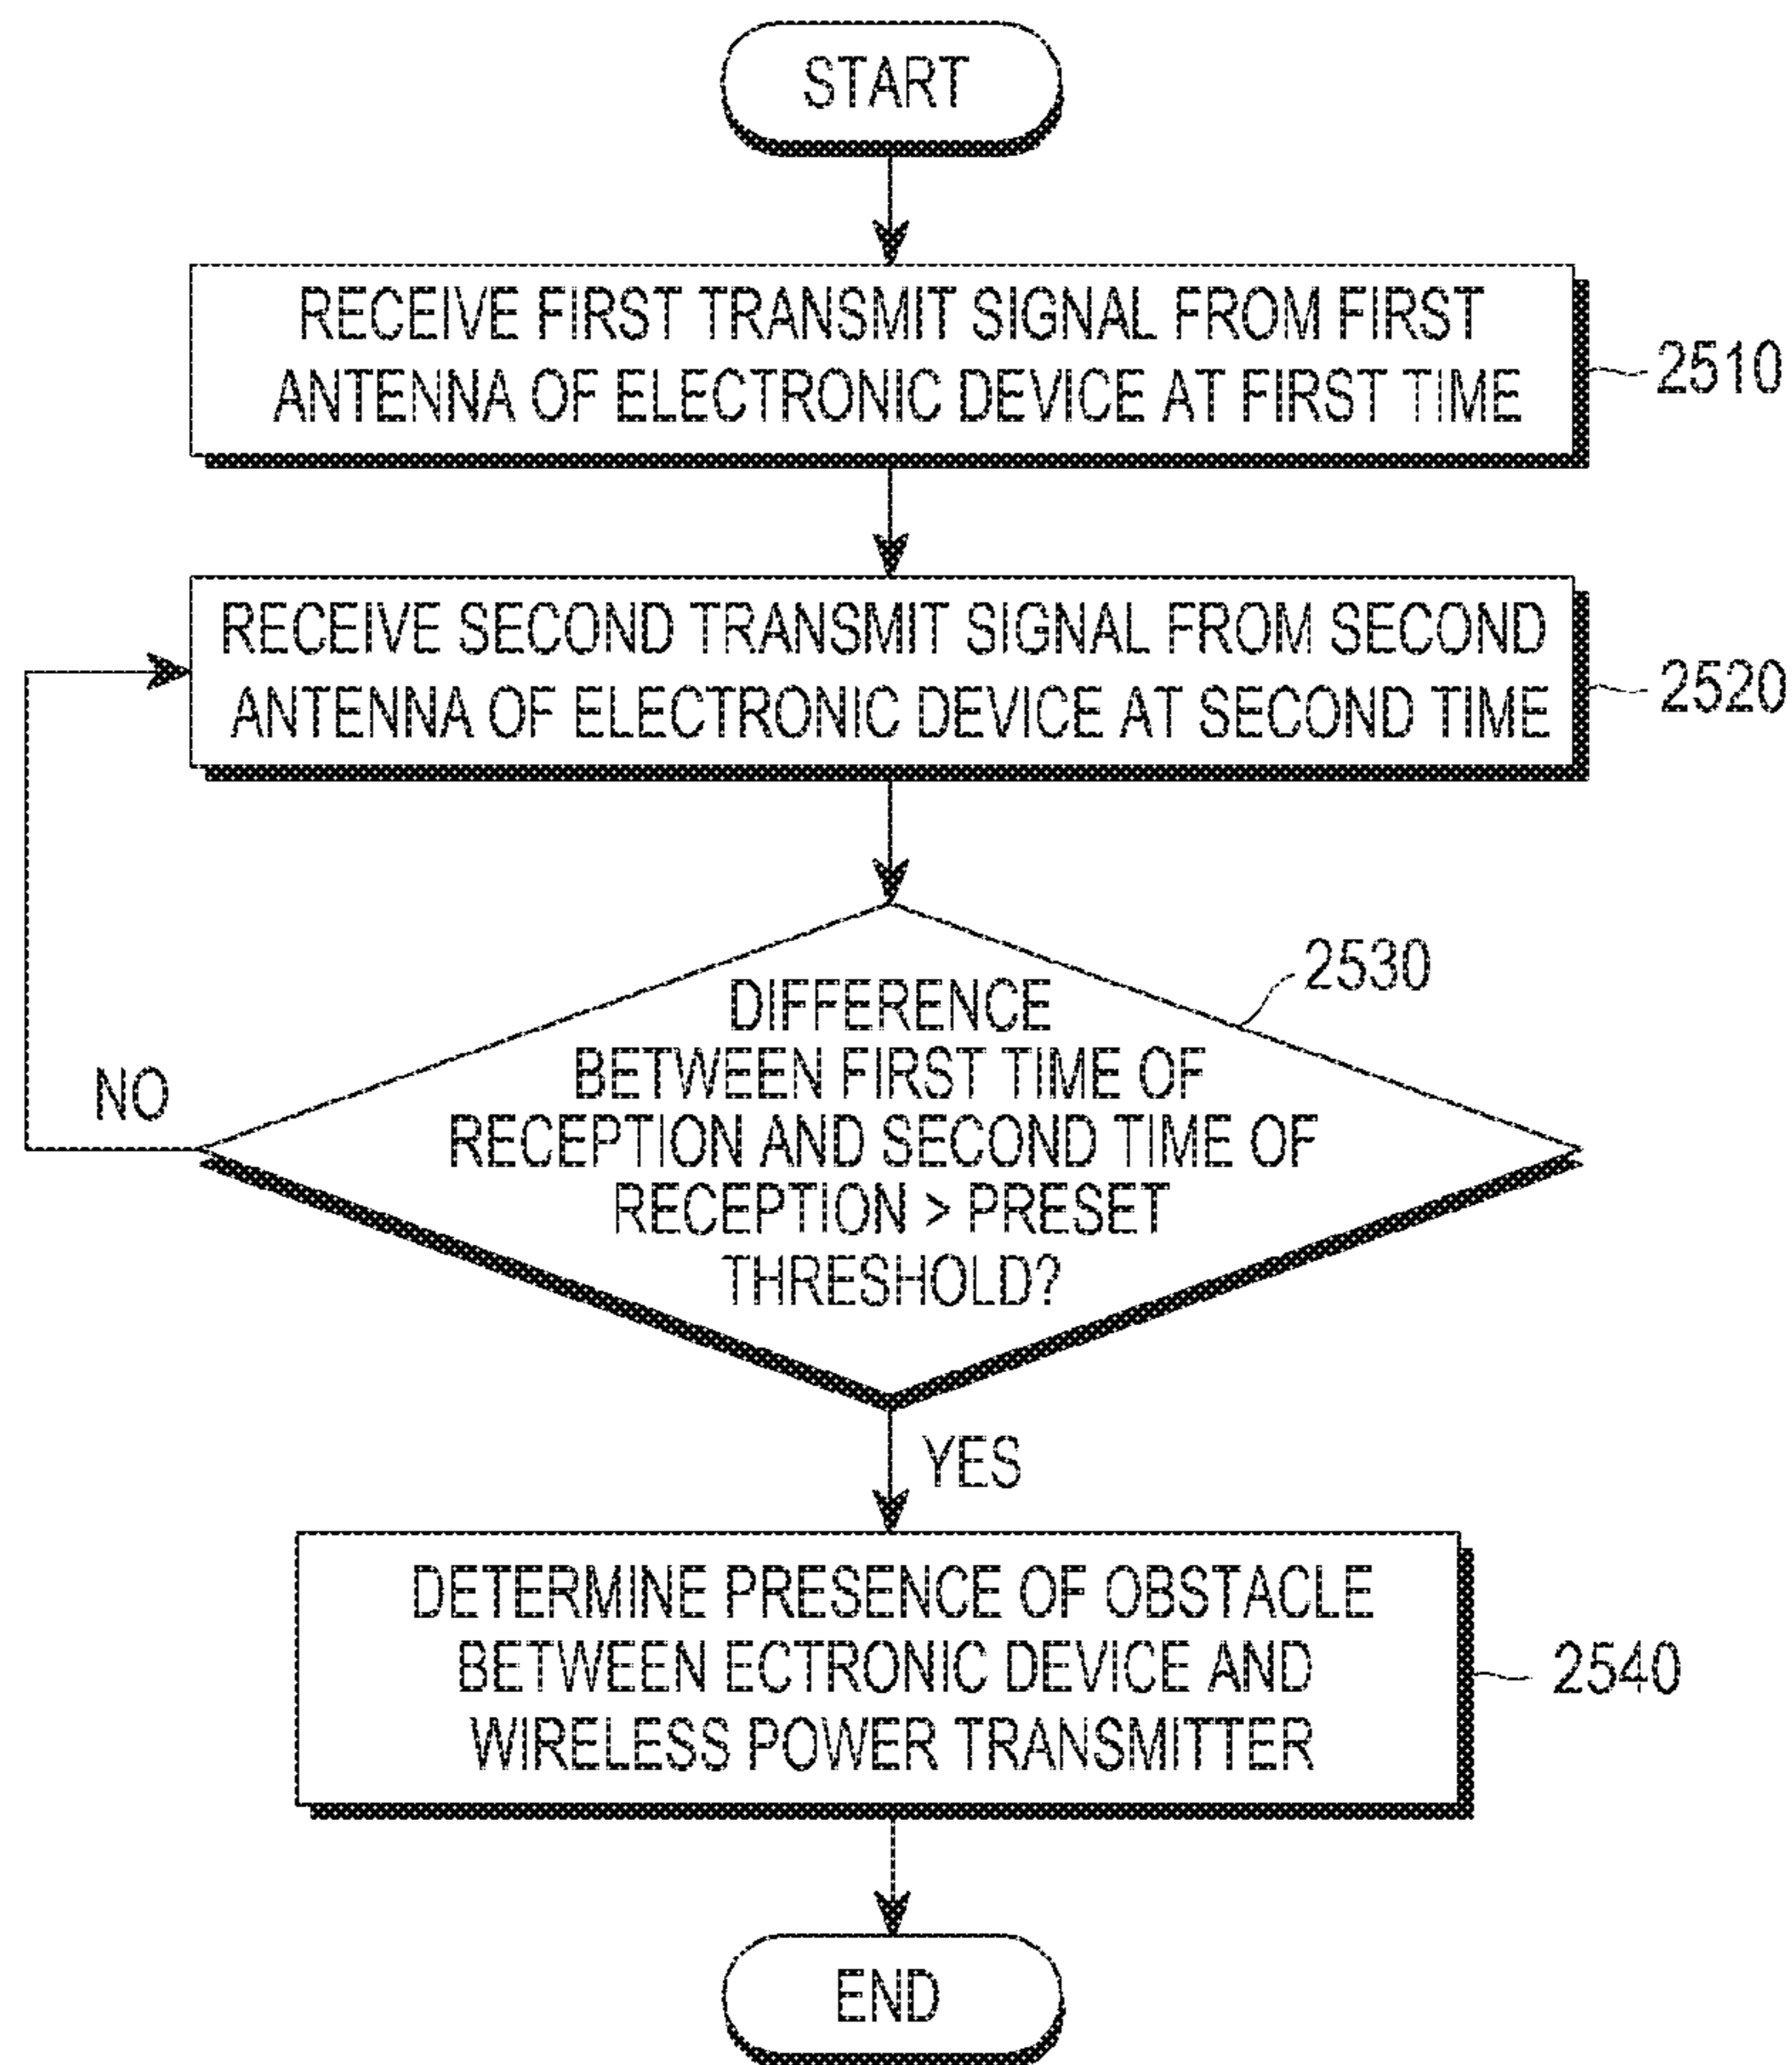 START
RECEIVE FIRST TRANSMIT SIGNAL FROM FIRST
ANTENNA OF ELECTRONIC DEVICE AT FIRST TIME
2510
RECEIVE SECOND TRANSMIT SIGNAL FROM SECOND
ANTENNA OF ELECTRONIC DEVICE AT SECOND TIME
2520
2530
DIFFERENCE
BETWEEN FIRST TIME OF
RECEPTION AND SECOND TIME OF
RECEPTION > PRESET
THRESHOLD?
NO
YES
DETERMINE PRESENCE OF OBSTACLE
BETWEEN ECTRONIC DEVICE AND
WIRELESS POWER TRANSMITTER
2540
END